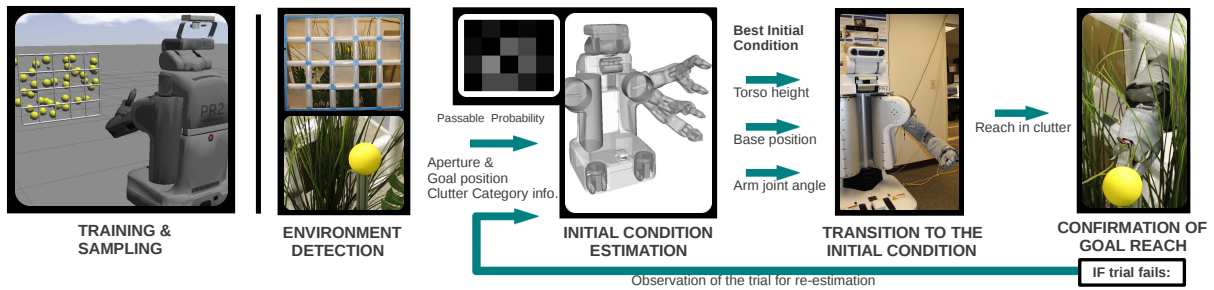 PR2
TRAINING &
SAMPLING
ENVIRONMENT
DETECTION
Passable Probability
Aperture &
Goal position
Clutter Category info.
INITIAL CONDITION
ESTIMATION
Best Initial
Condition
Torso height
Base position
Arm joint angle
PR2
TRANSITION TO THE
INITIAL CONDITION
Reach in clutter
CONFIRMATION OF
GOAL REACH
IF trial fails:
Observation of the trial for re-estimation